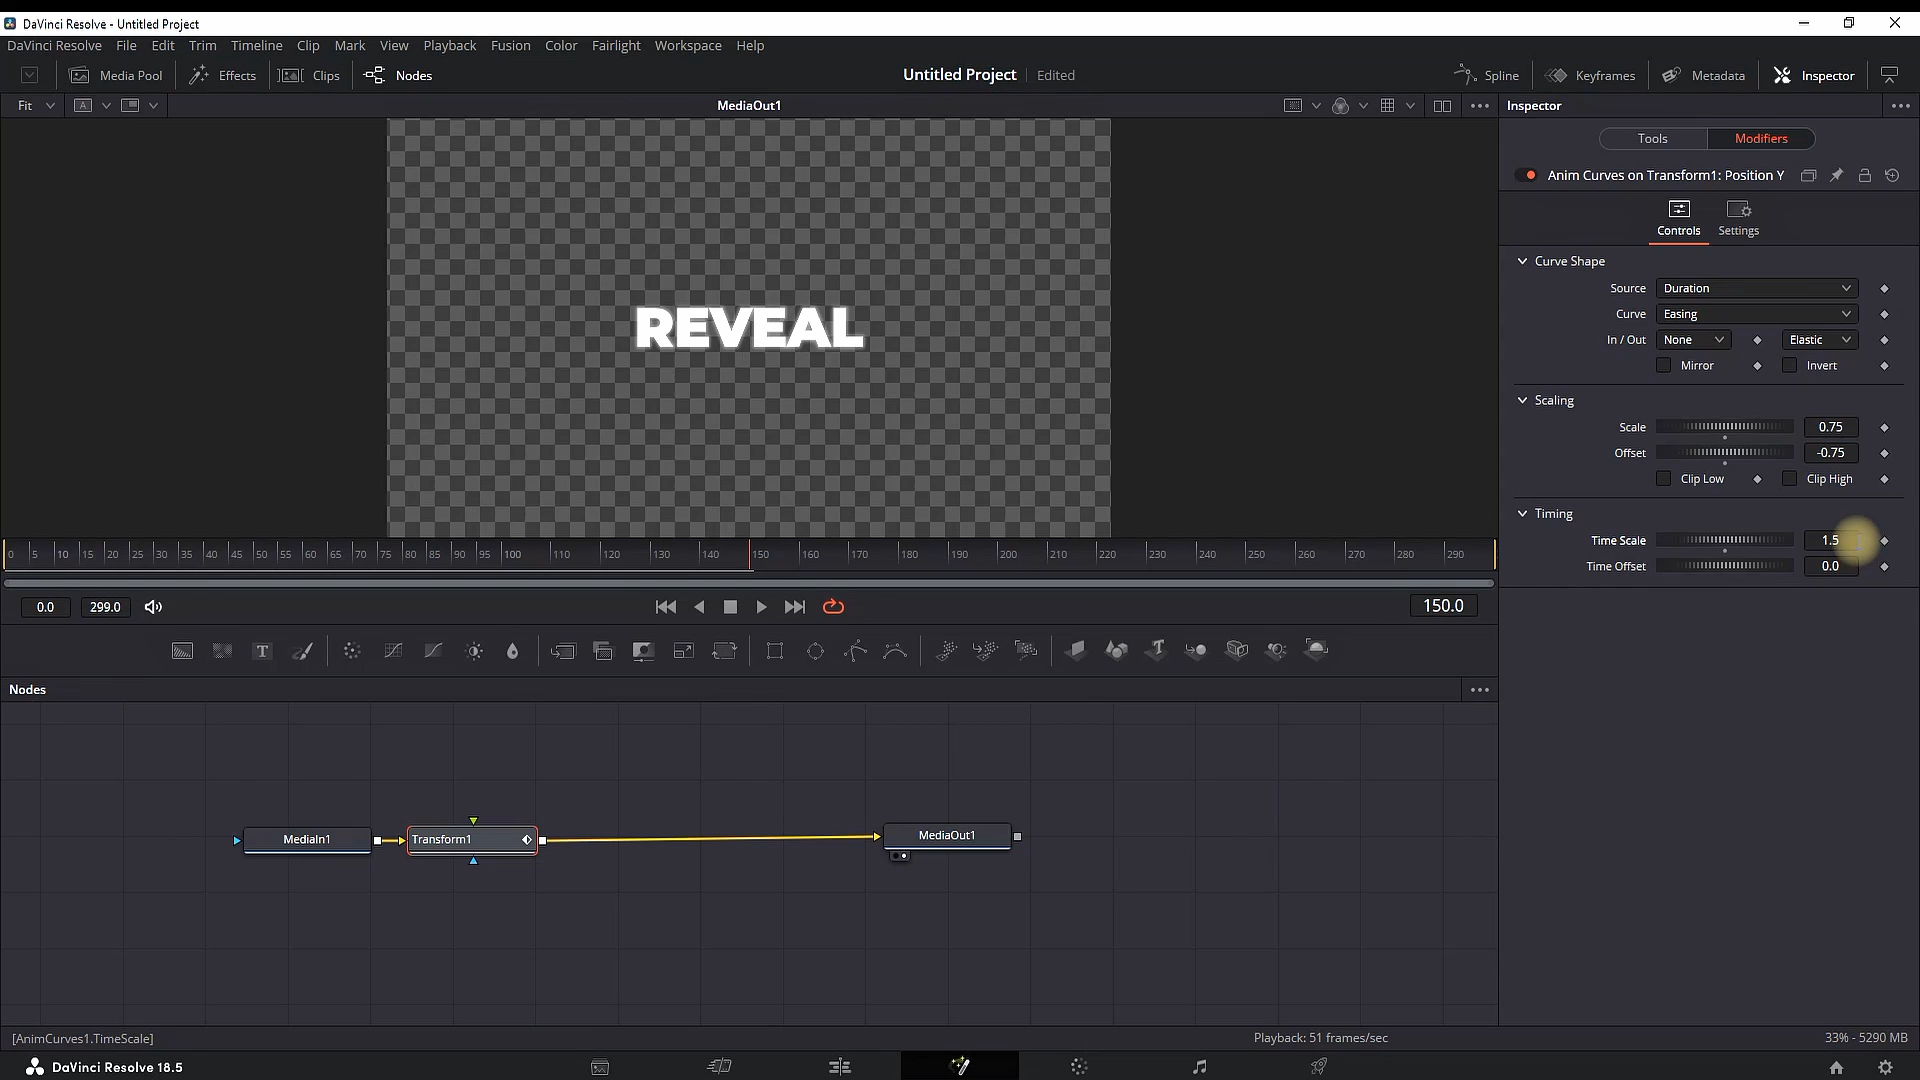 DaVinci Resolve - Untitled Project
DaVinci Resolve File Edit Trim Timeline Clip Mark View Playback Fusion Color Fairlight Workspace Help
Media Pool Effects Clips Nodes Untitled Project Edited Spline Keyframes Metadata Inspector
Fit A MediaOut1 Inspector
Tools Modifiers
Anim Curves on Transform1: Position Y
Controls Settings
Curve Shape
Source Duration
Curve Easing
In / Out None Elastic
Mirror Invert
REVEAL
Scaling
Scale 0.75
Offset -0.75
Clip Low Clip High
Timing
Time Scale 1.5
Time Offset 0.0
0 5 10 15 20 25 30 35 40 45 50 55 60 65 70 75 80 85 90 95 100 110 120 130 140 150 160 170 180 190 200 210 220 230 240 250 260 270 280 290
0.0 299.0 150.0
T T
Nodes
MediaIn1 Transform1 MediaOut1
[AnimCurves1.TimeScale] Playback: 51 frames/sec 33% - 5290 MB
DaVinci Resolve 18.5